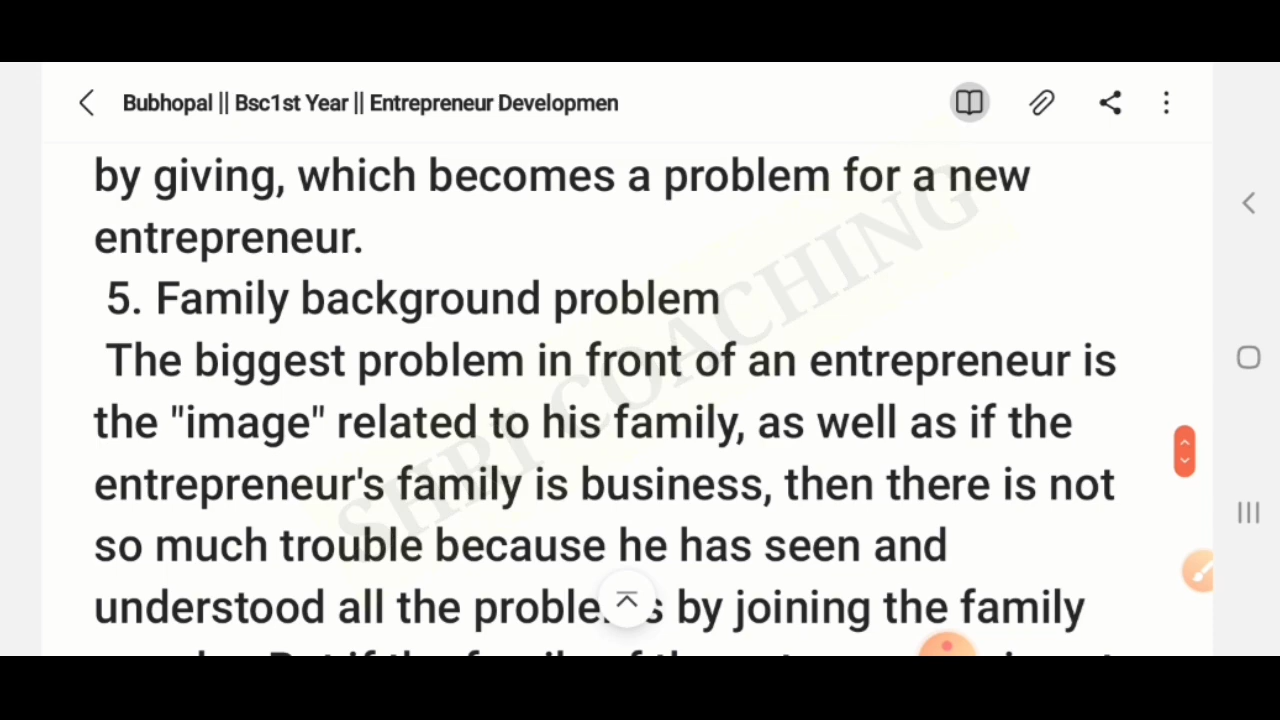 Bubhopal || Bsc1st Year || Entrepreneur Developmen
by giving, which becomes a problem for a new
entrepreneur.
5. Family background problem
The biggest problem in front of an entrepreneur is
the "image" related to his family, as well as if the
entrepreneur's family is business, then there is not
so much trouble because he has seen and
understood all the by joining the family
SHRI COACHING